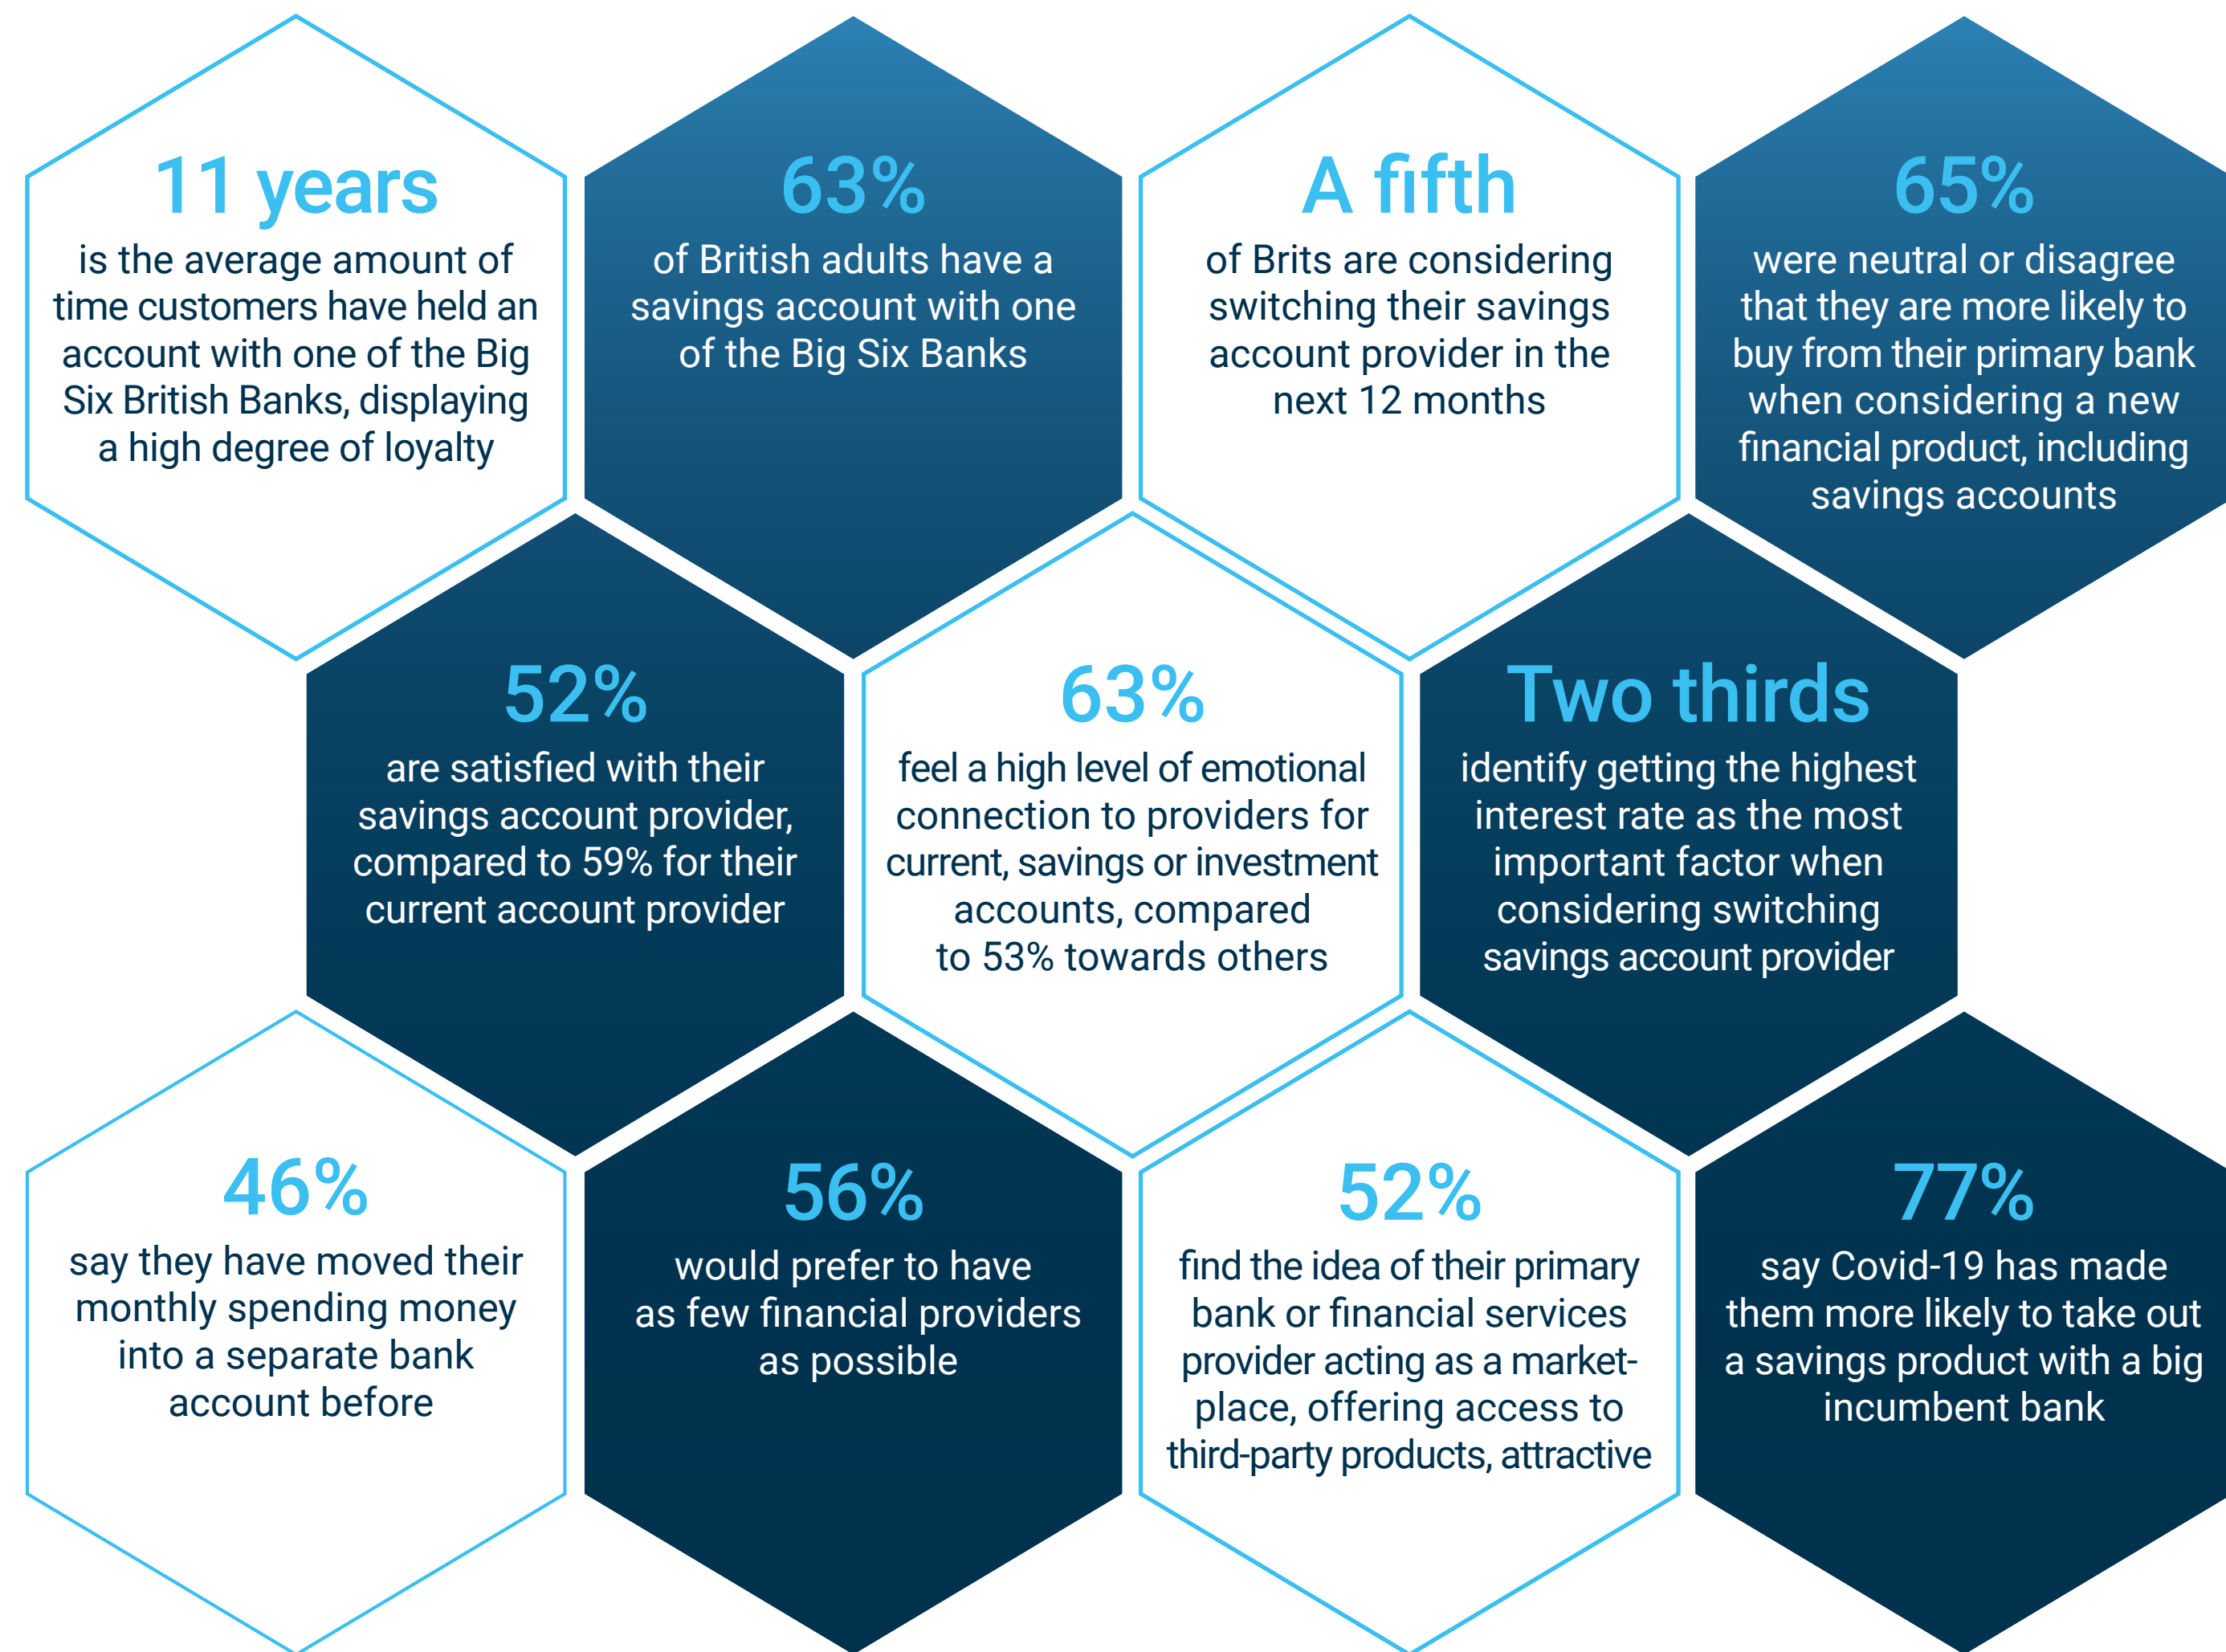 11 years
is the average amount of
time customers have held an
account with one of the Big
Six British Banks, displaying
a high degree of loyalty
63%
of British adults have a
savings account with one
of the Big Six Banks
A fifth
of Brits are considering
switching their savings
account provider in the
next 12 months
65%
were neutral or disagree
that they are more likely to
buy from their primary bank
when considering a new
financial product, including
savings accounts
52%
are satisfied with their
savings account provider,
compared to 59% for their
current account provider
63%
feel a high level of emotional
connection to providers for
current, savings or investment
accounts, compared
to 53% towards others
Two thirds
identify getting the highest
interest rate as the most
important factor when
considering switching
savings account provider
46%
say they have moved their
monthly spending money
into a separate bank
account before
56%
would prefer to have
as few financial providers
as possible
52%
find the idea of their primary
bank or financial services
provider acting as a market-
place, offering access to
third-party products, attractive
77%
say Covid-19 has made
them more likely to take out
a savings product with a big
incumbent bank